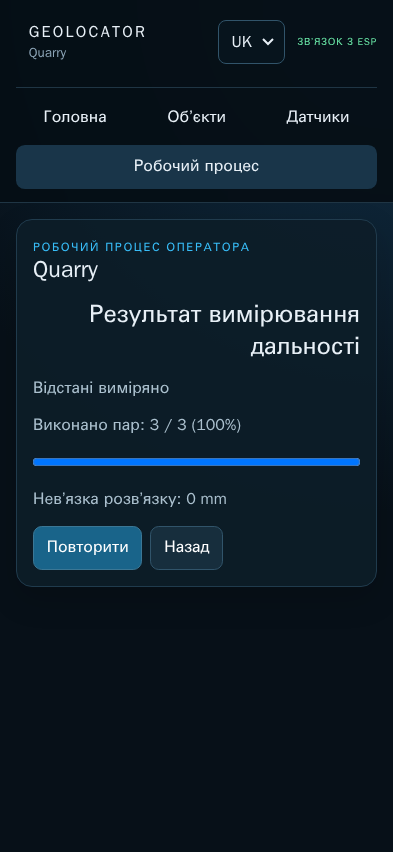 GEOLOCATOR
Quarry
UK
ЗВ'ЯЗОК З ESP
Головна
Об'єкти
Датчики
Робочий процес
РОБОЧИЙ ПРОЦЕС ОПЕРАТОРА
Quarry
Результат вимірювання
дальності
Відстані виміряно
Виконано пар: 3 / 3 (100%)
Нев'язка розв'язку: 0 mm
Повторити
Назад